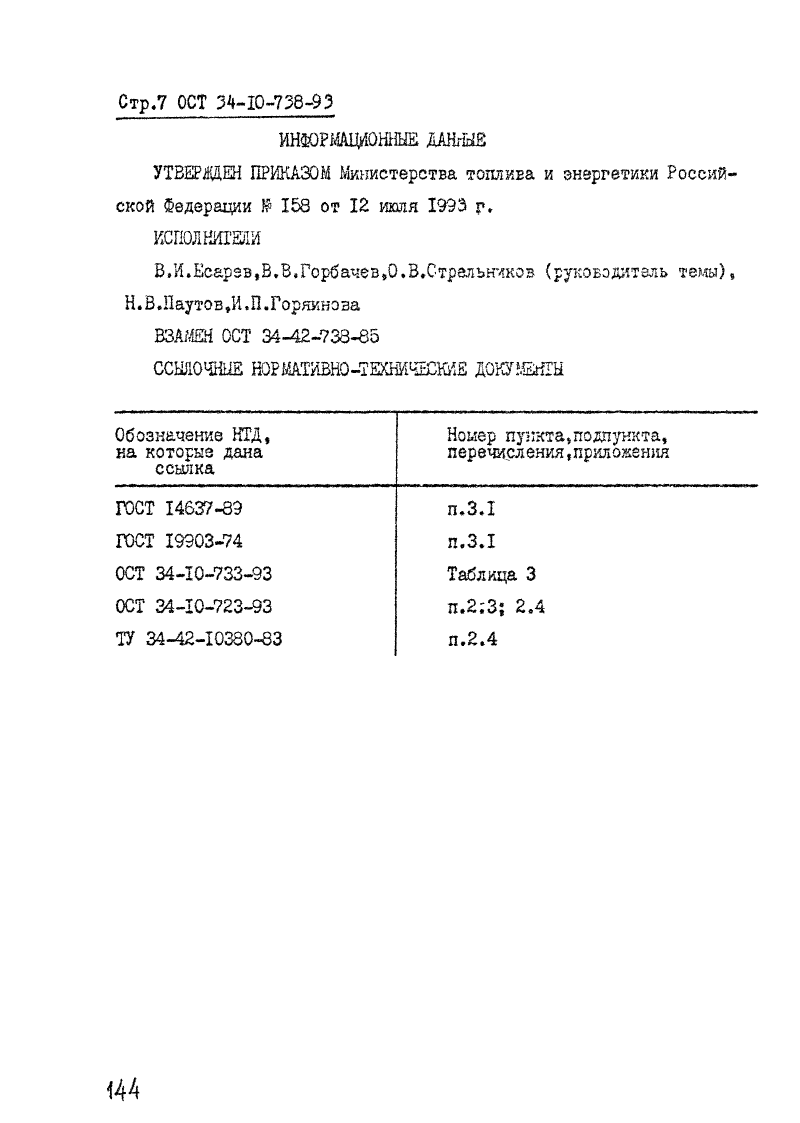 Стр.7 ОСТ 34-10-738-93
ИНФОРМАЦИОННЫЕ ДАННЫЕ
УТВЕРЖДЕН ПРИКАЗОМ Министерства топлива и энергетики Россий-
ской Федерации № 158 от 12 июля 1993 г.
ИСПОЛНИТЕЛИ
В.И.Есарев,В.В.Горбачев,О.В.Стрельников (руководитель темы),
Н.В.Паутов,И.П.Горяинова
ВЗАМЕН ОСТ 34-42-738-85
ССЫЛОЧНЫЕ НОРМАТИВНО-ТЕХНИЧЕСКИЕ ДОКУМЕНТЫ
Обозначение НТД, Номер пункта,подпункта,
на которые дана перечисления,приложения
ссылка
ГОСТ 14637-89 п.3.1
ГОСТ 19903-74 п.3.1
ОСТ 34-10-733-93 Таблица 3
ОСТ 34-10-723-93 п.2.3; 2.4
ТУ 34-42-10380-83 п.2.4
144